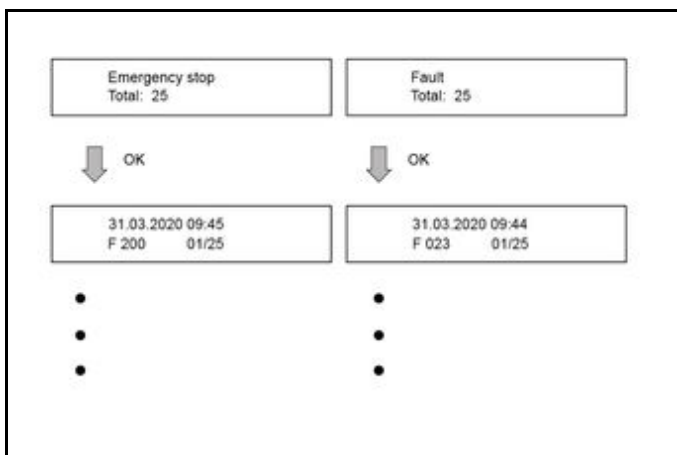 Emergency stop
Total: 25
Fault
Total: 25
OK
OK
31.03.2020 09:45
F 200 01/25
31.03.2020 09:44
F 023 01/25